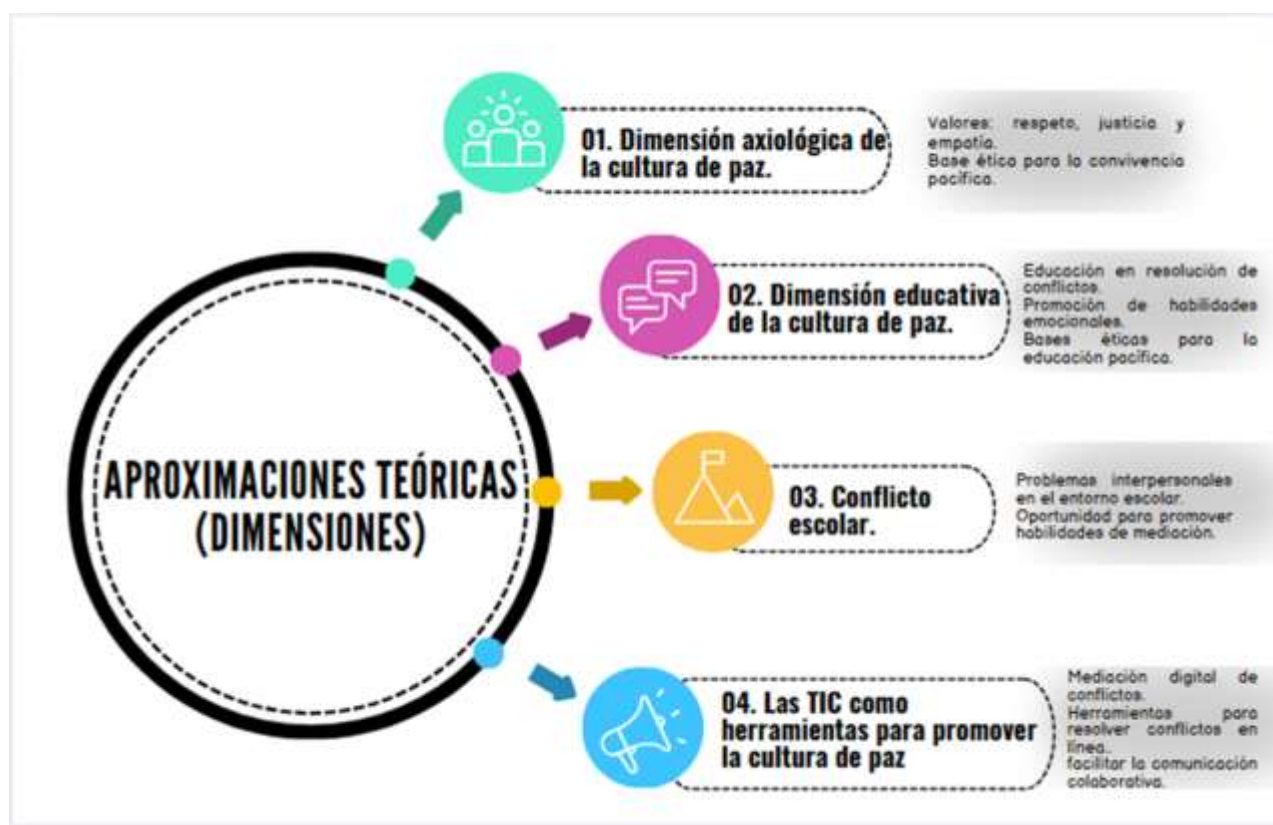 APROXIMACIONES TEÓRICAS
(DIMENSIONES)
01. Dimensión axiológica de
la cultura de paz.
Valores: respeto, justicia y
empatía.
Base ética para la convivencia
pacífica.
02. Dimensión educativa
de la cultura de paz.
Educación en resolución de
conflictos.
Promoción de habilidades
emocionales.
Bases éticas para la
educación pacífica.
03. Conflicto
escolar.
Problemas interpersonales
en el entorno escolar.
Oportunidad para promover
habilidades de mediación.
04. Las TIC como
herramientas para promover
la cultura de paz
Mediación digital de
conflictos.
Herramientas para
resolver conflictos en
línea..
facilitar la comunicación
colaborativa.